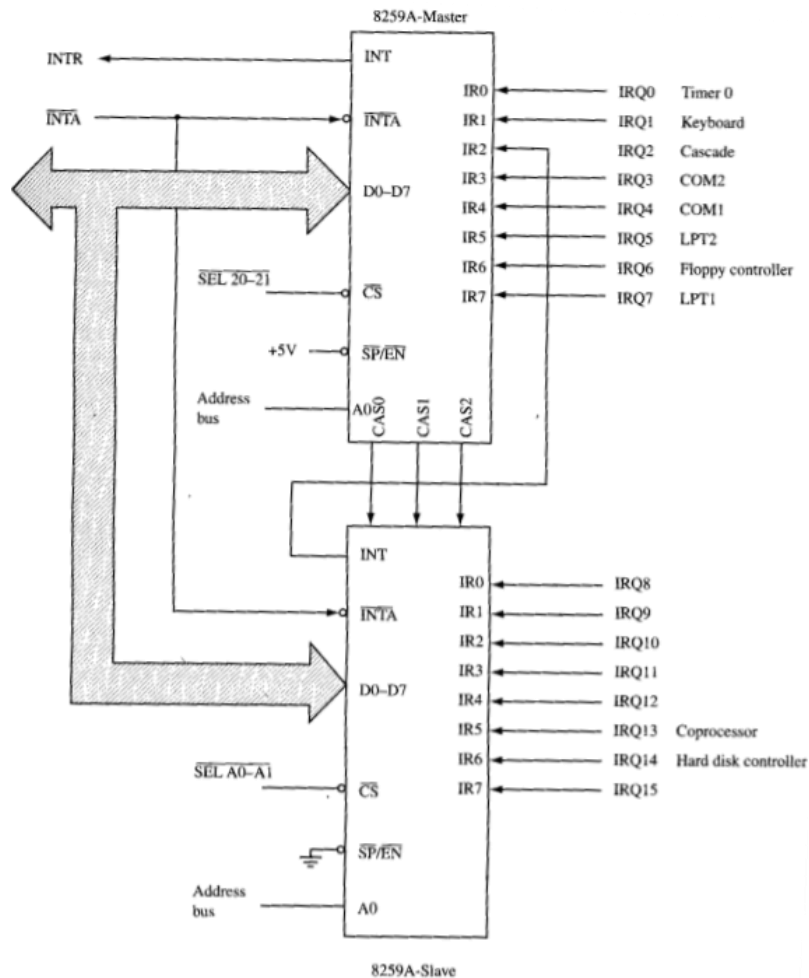 8259A-Master
INTR
INT
IR0
IRQ0 Timer 0
INTA
INTA
IR1
IRQ1 Keyboard
IR2
IRQ2 Cascade
D0–D7
IR3
IRQ3 COM2
IR4
IRQ4 COM1
IR5
IRQ5 LPT2
SEL 20–21
CS
IR6
IRQ6 Floppy controller
IR7
IRQ7 LPT1
+5V
SP/EN
Address
bus
A0
CAS0
CAS1
CAS2
INT
IR0
IRQ8
INTA
IR1
IRQ9
IR2
IRQ10
IR3
IRQ11
D0–D7
IR4
IRQ12
IR5
IRQ13 Coprocessor
SEL A0–A1
CS
IR6
IRQ14 Hard disk controller
IR7
IRQ15
SP/EN
Address
bus
A0
8259A-Slave